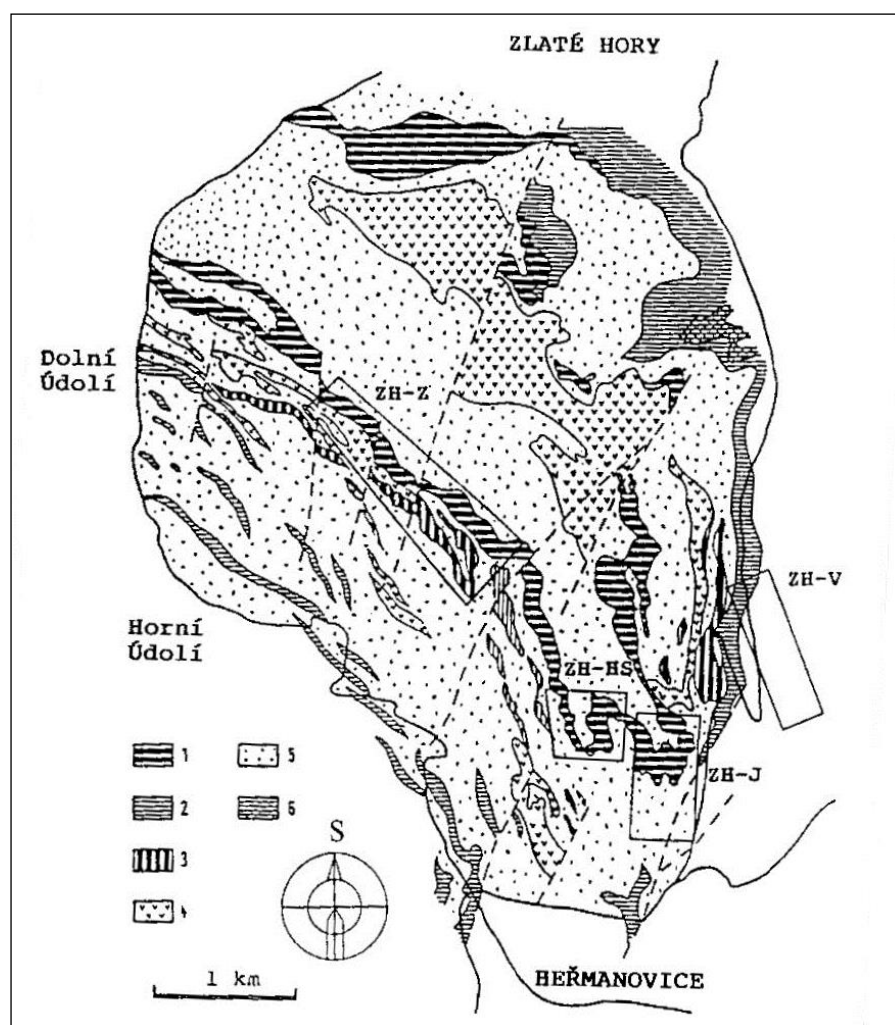 ZLATÉ HORY
Dolní
Údolí
ZH-Z
ZH-V
Horní
Údolí
ZH-HS
ZH-J
1
5
2
6
3
4
S
1 km
HEŘMANOVICE